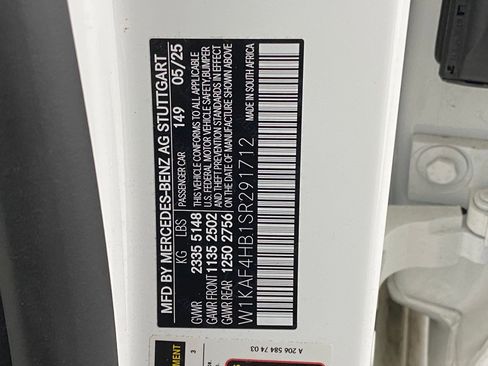 MFD BY MERCEDES-BENZ AG STUTTGART
KG LBS PASSENGER CAR 149 05/25
GVWR 2335 5148 THIS VEHICLE CONFORMS TO ALL APPLICABLE
GAWR FRONT 1135 2502 U.S. FEDERAL MOTOR VEHICLE SAFETY,BUMPER
GAWR REAR 1250 2756 AND THEFT PREVENTION STANDARDS IN EFFECT
ON THE DATE OF MANUFACTURE SHOWN ABOVE
W1KAF4HB1SR291712 MADE IN SOUTH AFRICA
A 206 584 74 03
3